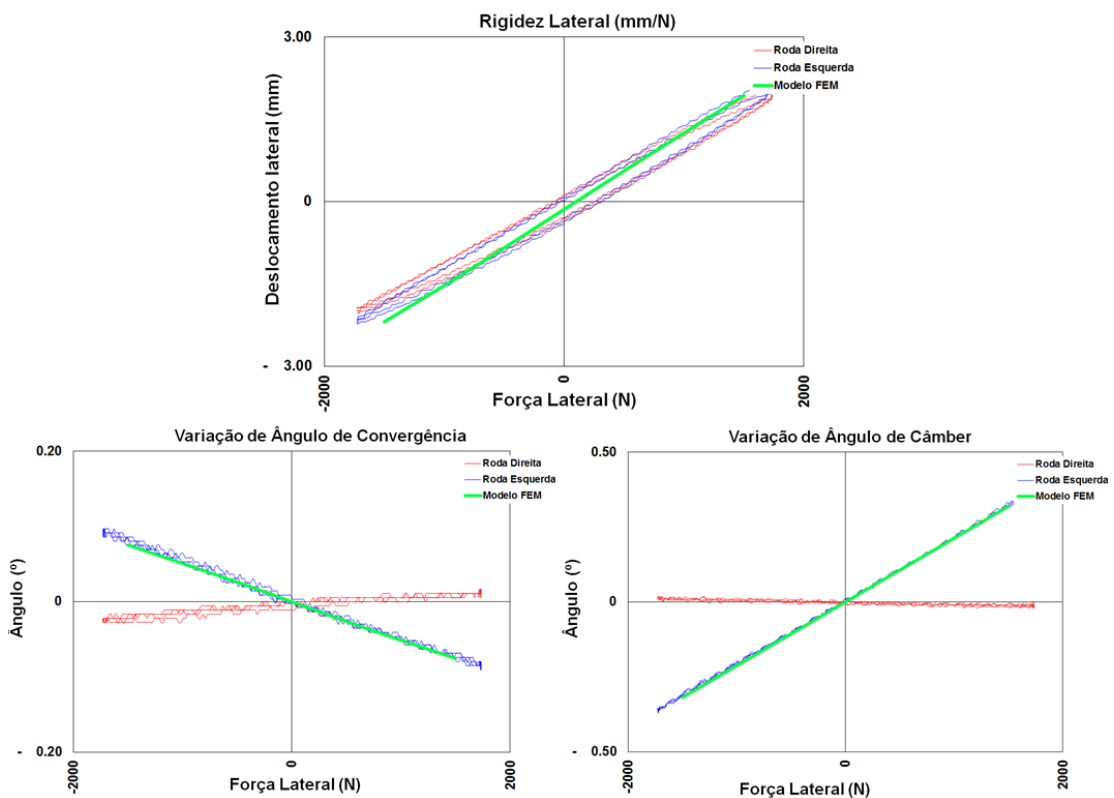 Rigidez Lateral (mm/N)
3.00
Roda Direita
Roda Esquerda
Modelo FEM
Deslocamento lateral (mm)
0
- 3.00
-2000
0
2000
Força Lateral (N)
Variação de Ângulo de Convergência
0.20
Roda Direita
Roda Esquerda
Modelo FEM
Ângulo (º)
0
- 0.20
-2000
0
2000
Força Lateral (N)
Variação de Ângulo de Câmber
0.50
Roda Direita
Roda Esquerda
Modelo FEM
Ângulo (º)
0
- 0.50
-2000
0
2000
Força Lateral (N)